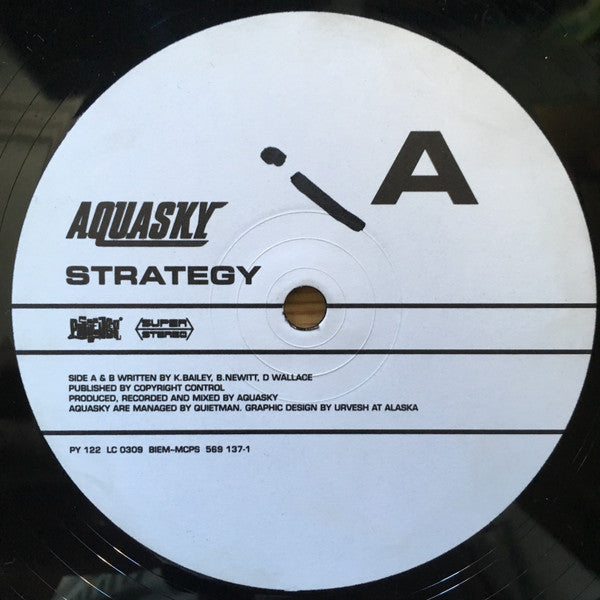 A
AQUASKY
STRATEGY
SUPER
STEREO
SIDE A & B WRITTEN BY K.BAILEY, B.NEWITT, D WALLACE
PUBLISHED BY COPYRIGHT CONTROL
PRODUCED, RECORDED AND MIXED BY AQUASKY
AQUASKY ARE MANAGED BY QUIETMAN. GRAPHIC DESIGN BY URVESH AT ALASKA
PY 122 LC 0309 BIEM~MCPS 569 137-1